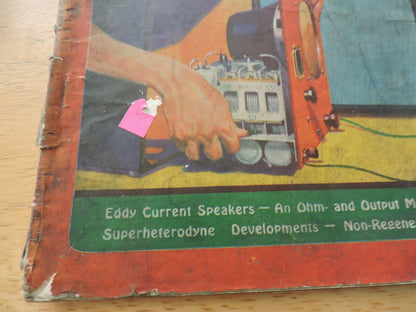 Eddy Current Speakers — An Ohm- and Output M
Superheterodyne Developments — Non-Regene